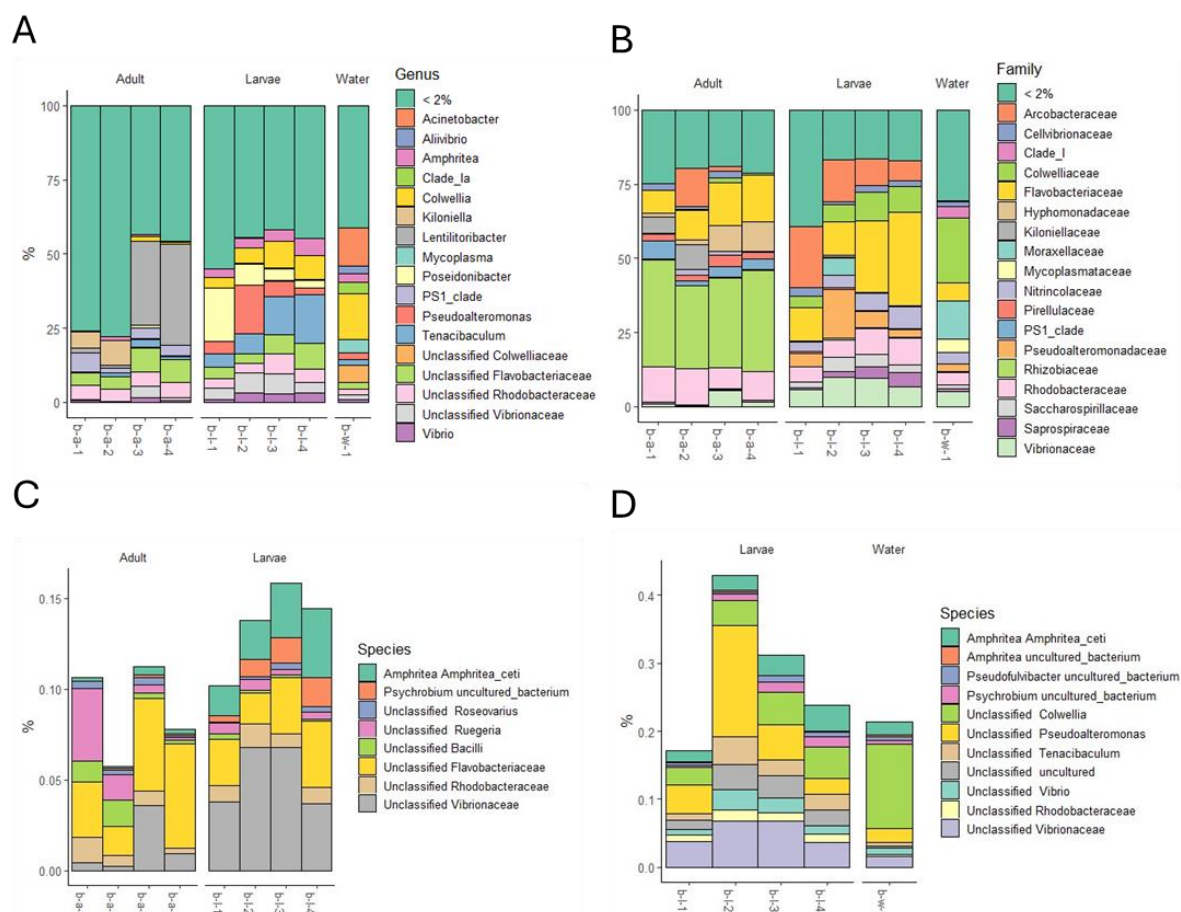 A
Adult
Larvae
Water
%
100
75
50
25
0
b-a-1
b-a-2
b-a-3
b-a-4
b-l-1
b-l-2
b-l-3
b-l-4
b-w-1
Genus
< 2%
Acinetobacter
Aliivibrio
Amphritea
Clade_Ia
Colwellia
Kiloniella
Lentilitoribacter
Mycoplasma
Poseidonibacter
PS1_clade
Pseudoalteromonas
Tenacibaculum
Unclassified Colwelliaceae
Unclassified Flavobacteriaceae
Unclassified Rhodobacteraceae
Unclassified Vibrionaceae
Vibrio
B
Adult
Larvae
Water
%
100
75
50
25
0
b-a-1
b-a-2
b-a-3
b-a-4
b-l-1
b-l-2
b-l-3
b-l-4
b-w-1
Family
< 2%
Arcobacteraceae
Cellvibrionaceae
Clade_I
Colwelliaceae
Flavobacteriaceae
Hyphomonadaceae
Kiloniellaceae
Moraxellaceae
Mycoplasmataceae
Nitrincolaceae
Pirellulaceae
PS1_clade
Pseudoalteromonadaceae
Rhizobiaceae
Rhodobacteraceae
Saccharospirillaceae
Saprospiraceae
Vibrionaceae
C
Adult
Larvae
%
0.15
0.10
0.05
0.00
b-a-
b-a-
b-a-
b-a-
b-l-1
b-l-2
b-l-3
b-l-4
Species
Amphritea Amphritea_ceti
Psychrobium uncultured_bacterium
Unclassified Roseovarius
Unclassified Ruegeria
Unclassified Bacilli
Unclassified Flavobacteriaceae
Unclassified Rhodobacteraceae
Unclassified Vibrionaceae
D
Larvae
Water
%
0.4
0.3
0.2
0.1
0.0
b-l-1
b-l-2
b-l-3
b-l-4
b-w-
Species
Amphritea Amphritea_ceti
Amphritea uncultured_bacterium
Pseudofulvibacter uncultured_bacterium
Psychrobium uncultured_bacterium
Unclassified Colwellia
Unclassified Pseudoalteromonas
Unclassified Tenacibaculum
Unclassified uncultured
Unclassified Vibrio
Unclassified Rhodobacteraceae
Unclassified Vibrionaceae